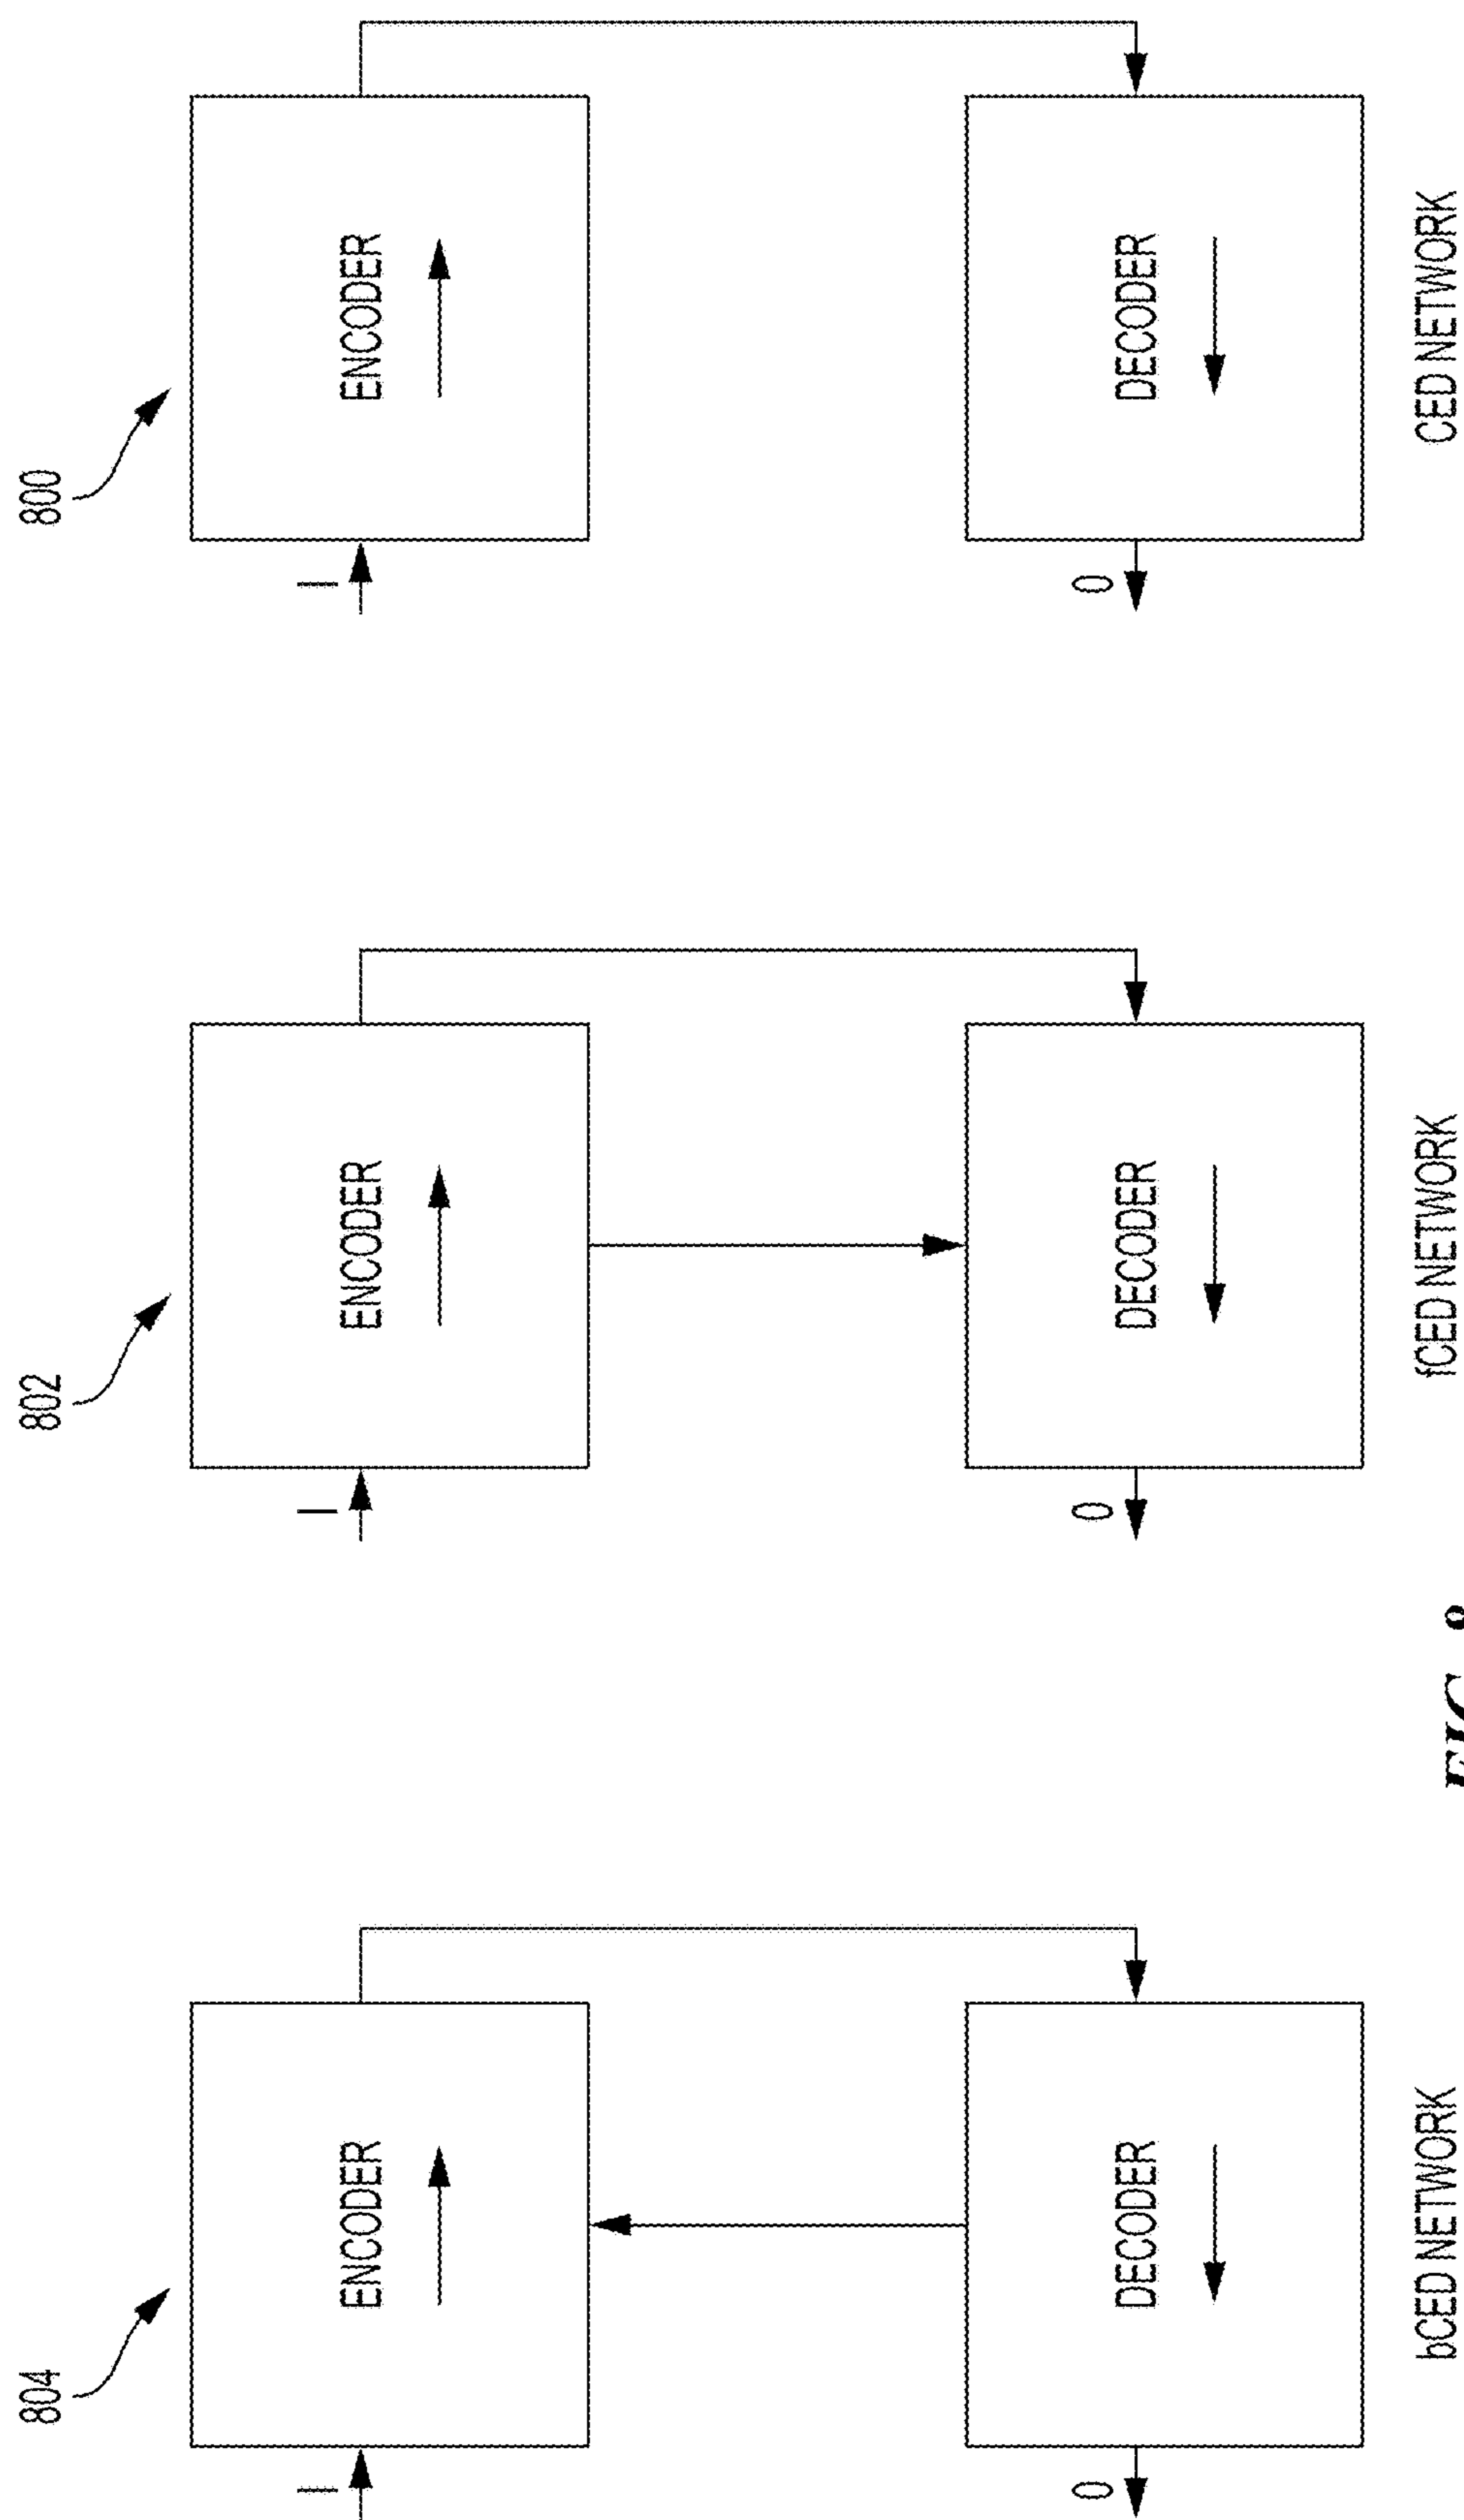 804
I
ENCODER
DECODER
O
bCED NETWORK
802
I
ENCODER
DECODER
O
fCED NETWORK
800
I
ENCODER
DECODER
O
CED NETWORK